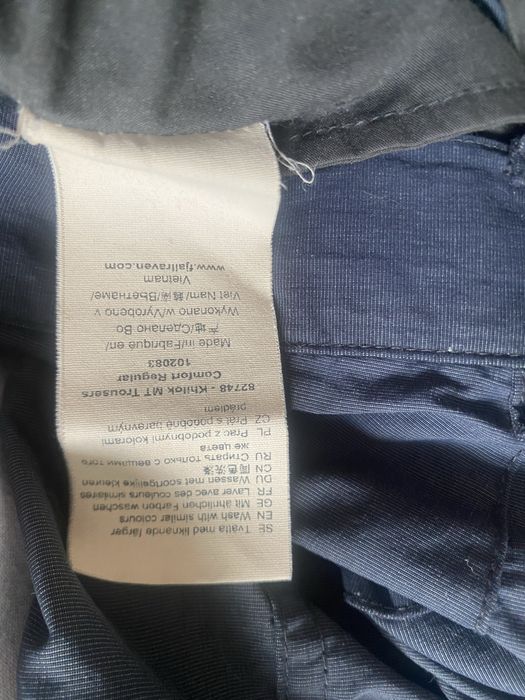 SE Tvätta med liknande färger
EN Wash with similar colours
GE Mit ähnlichen Farben waschen
FR Laver avec des couleurs similaires
DU Wassen met soortgelijke kleuren
CN 同色洗涤
RU Стирать только с вещами того
же цвета
PL Prać z podobnymi kolorami
CZ Prát s podobně barevným
prádlem
82748 - Khilok MT Trousers
Comfort Regular
102083
Made in/Fabrique en/
产地/Сделано Во
Wykonano w/Vyrobeno v
Viet Nam/越南/Вьетнаме/
Vietnam
www.fjallraven.com